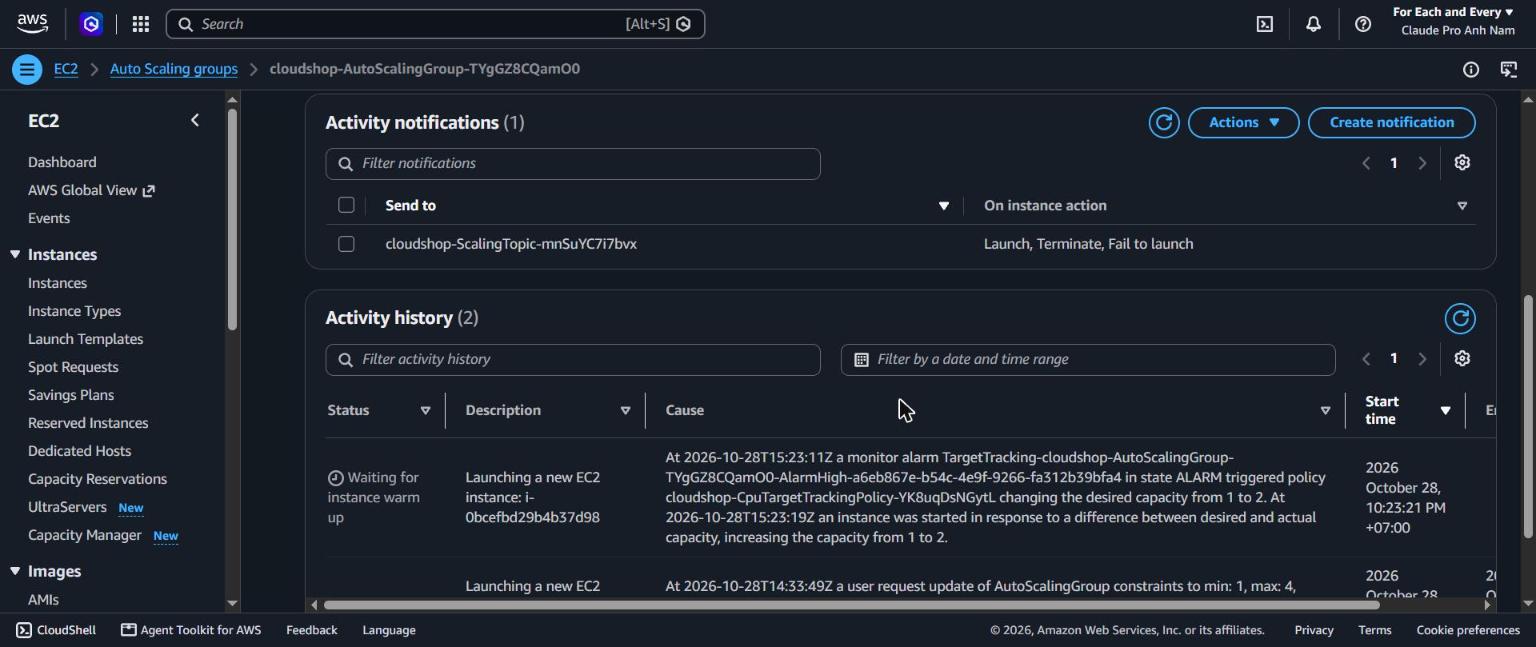 aws
Search
[Alt+S]
For Each and Every
Claude Pro Anh Nam
EC2
Auto Scaling groups
cloudshop-AutoScalingGroup-TYgGZ8CQamO0
EC2
Dashboard
AWS Global View
Events
Instances
Instances
Instance Types
Launch Templates
Spot Requests
Savings Plans
Reserved Instances
Dedicated Hosts
Capacity Reservations
UltraServers New
Capacity Manager New
Images
AMIs
Activity notifications (1)
Actions
Create notification
Filter notifications
1
Send to
On instance action
cloudshop-ScalingTopic-mnSuYC7i7bvx
Launch, Terminate, Fail to launch
Activity history (2)
Filter activity history
Filter by a date and time range
1
Status
Description
Cause
Start
time
Waiting for
instance warm
up
Launching a new EC2
instance: i-
0bcefbd29b4b37d98
At 2026-10-28T15:23:11Z a monitor alarm TargetTracking-cloudshop-AutoScalingGroup-
TYgGZ8CQamO0-AlarmHigh-a6eb867e-b54c-4e9f-9266-fa312b39bfa4 in state ALARM triggered policy
cloudshop-CpuTargetTrackingPolicy-YK8uqDsNGytL changing the desired capacity from 1 to 2. At
2026-10-28T15:23:19Z an instance was started in response to a difference between desired and actual
capacity, increasing the capacity from 1 to 2.
2026
October 28,
10:23:21 PM
+07:00
Launching a new EC2
At 2026-10-28T14:33:49Z a user request update of AutoScalingGroup constraints to min: 1, max: 4,
2026
October 28
CloudShell
Agent Toolkit for AWS
Feedback
Language
© 2026, Amazon Web Services, Inc. or its affiliates.
Privacy
Terms
Cookie preferences